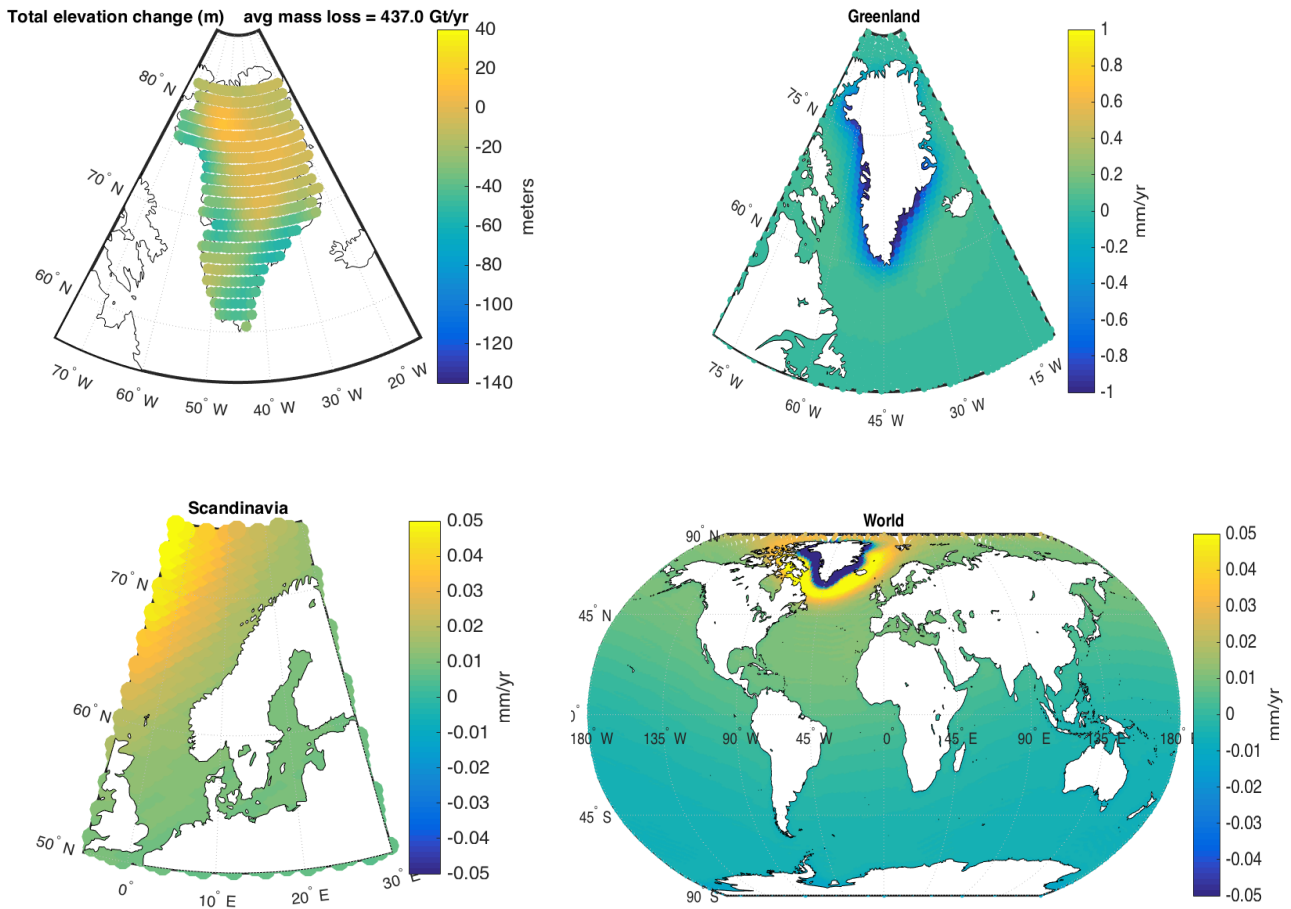 Total elevation change (m) avg mass loss = 437.0 Gt/yr
80° N
70° N
60° N
70° W
60° W
50° W
40° W
30° W
20° W
40
20
0
-20
-40
-60
-80
-100
-120
-140
meters
Greenland
75° N
60° N
75° W
60° W
45° W
30° W
15° W
1
0.8
0.6
0.4
0.2
0
-0.2
-0.4
-0.6
-0.8
-1
mm/yr
Scandinavia
70° N
60° N
50° N
0°
10° E
20° E
30° E
0.05
0.04
0.03
0.02
0.01
0
-0.01
-0.02
-0.03
-0.04
-0.05
mm/yr
World
90° N
45° N
0°
180° W
135° W
90° W
45° W
0°
45° E
90° E
135° E
180° E
45° S
90° S
0.05
0.04
0.03
0.02
0.01
0
-0.01
-0.02
-0.03
-0.04
-0.05
mm/yr